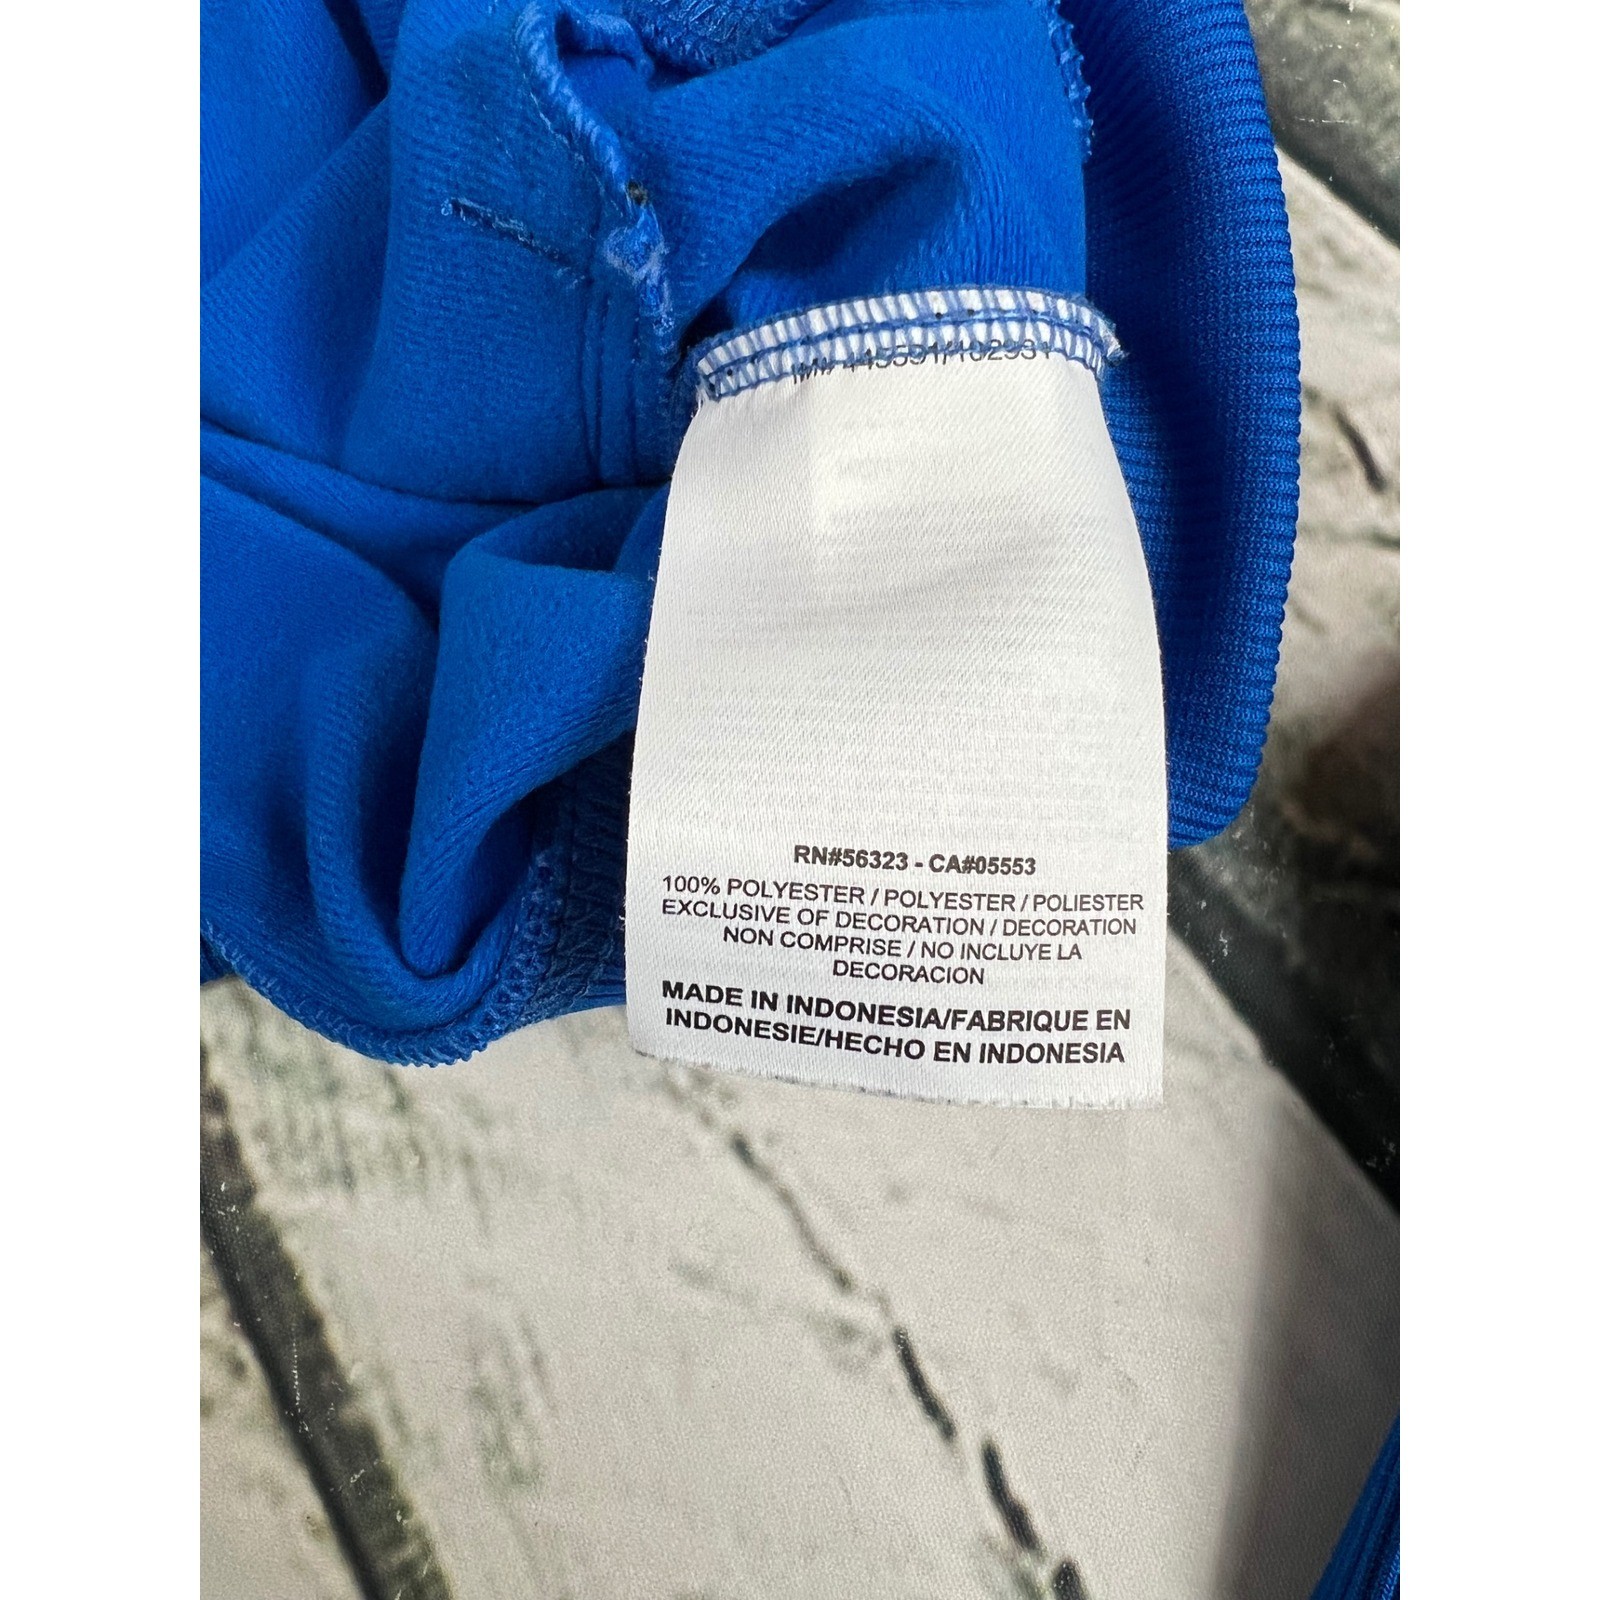 RN#56323 - CA#05553
100% POLYESTER / POLYESTER / POLIESTER
EXCLUSIVE OF DECORATION / DECORATION
NON COMPRISE / NO INCLUYE LA
DECORACION
MADE IN INDONESIA/FABRIQUE EN
INDONESIE/HECHO EN INDONESIA